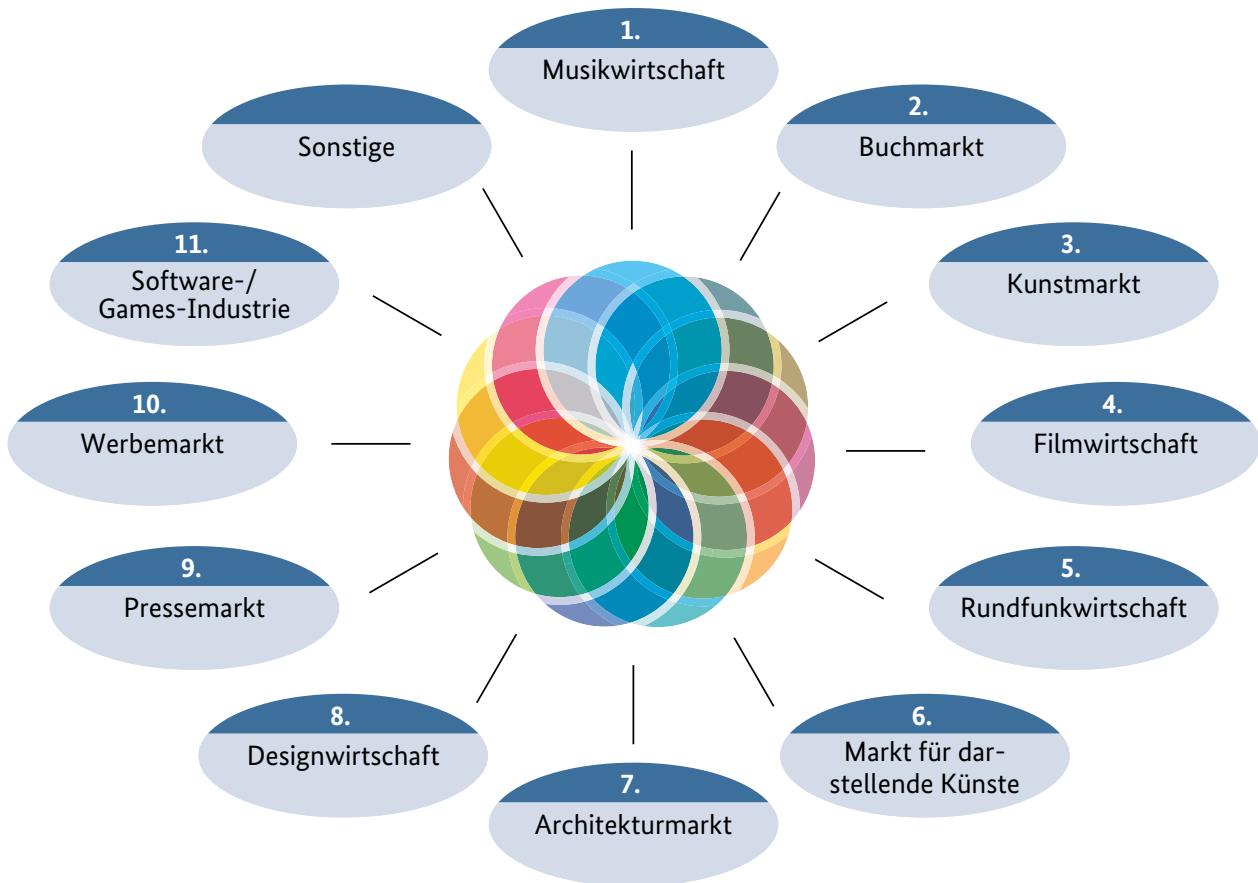 1.
Musikwirtschaft
2.
Buchmarkt
3.
Kunstmarkt
4.
Filmwirtschaft
5.
Rundfunkwirtschaft
6.
Markt für dar-
stellende Künste
7.
Architekturmarkt
8.
Designwirtschaft
9.
Pressemarkt
10.
Werbemarkt
11.
Software-/
Games-Industrie
Sonstige